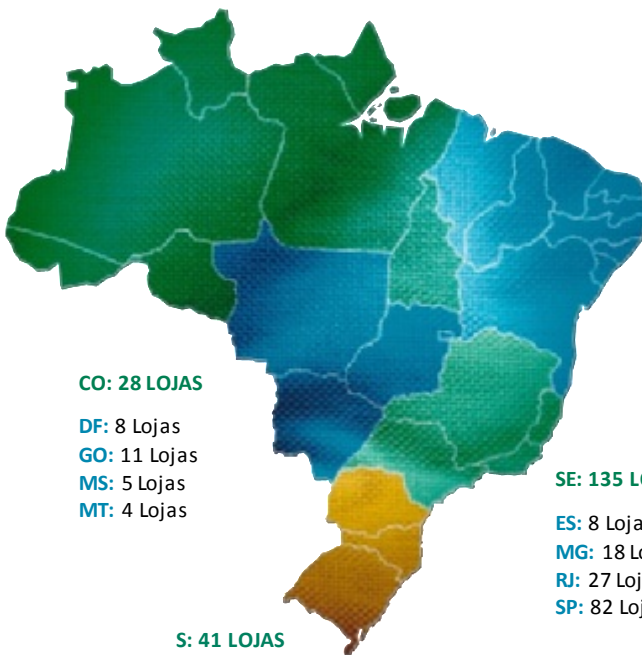 CO: 28 LOJAS
DF: 8 Lojas
GO: 11 Lojas
MS: 5 Lojas
MT: 4 Lojas
SE: 135
ES: 8
MG: 18
RJ: 27
SP: 82
S: 41 LOJAS